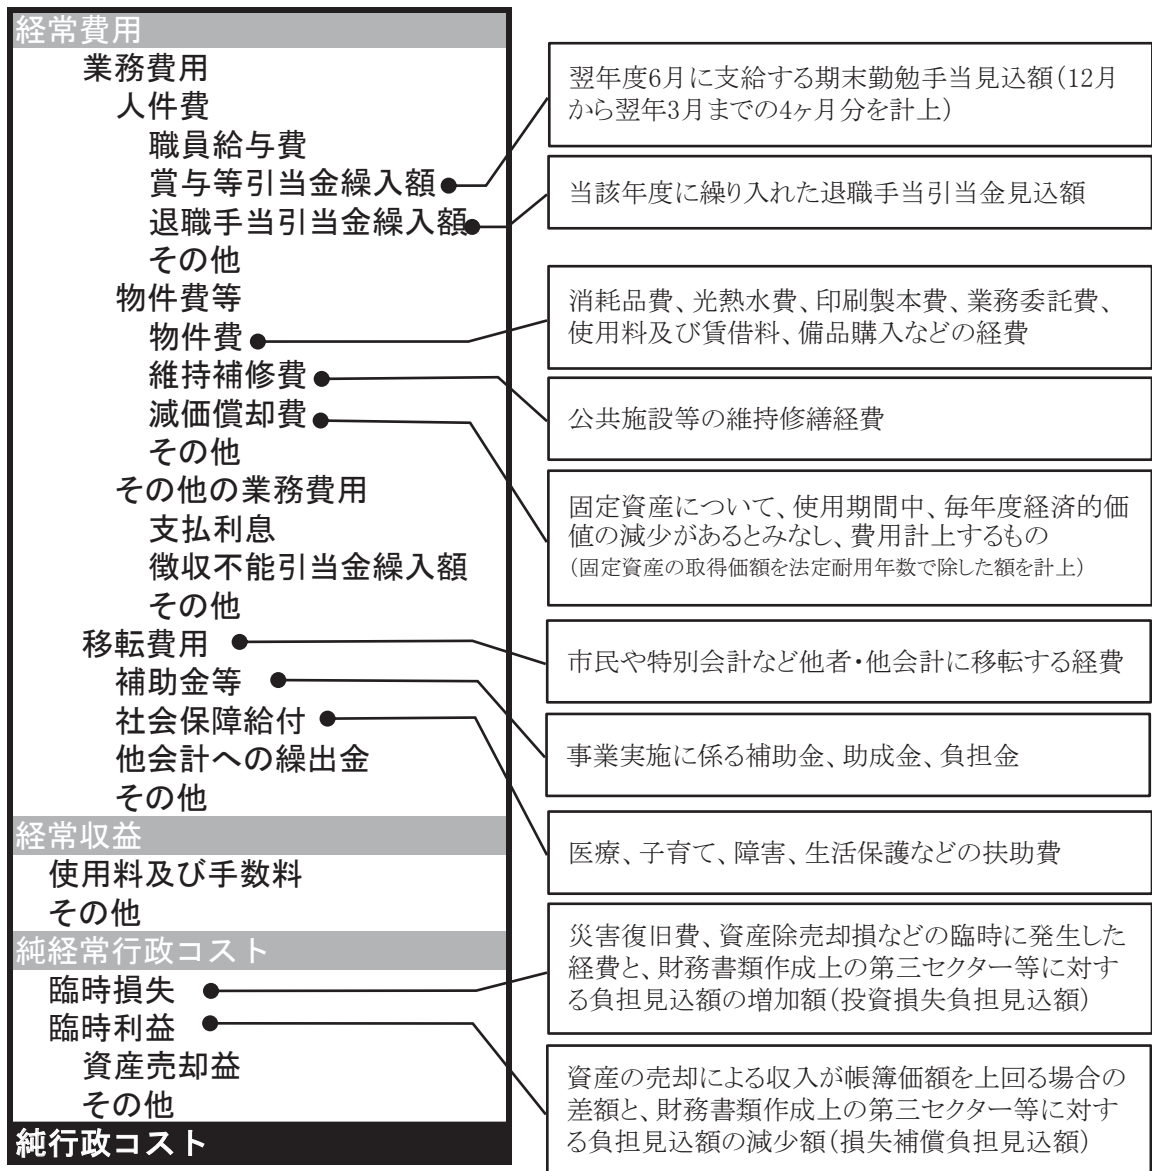 経常費用
業務費用
人件費
職員給与費
賞与等引当金繰入額
退職手当引当金繰入額
その他
物件費等
物件費
維持補修費
減価償却費
その他
その他の業務費用
支払利息
徴収不能引当金繰入額
その他
移転費用
補助金等
社会保障給付
他会計への繰出金
その他
経常収益
使用料及び手数料
その他
純経常行政コスト
臨時損失
臨時利益
資産売却益
その他
純行政コスト
翌年度6月に支給する期末勤勉手当見込額(12月
から翌年3月までの4ヶ月分を計上)
当該年度に繰り入れた退職手当引当金見込額
消耗品費、光熱水費、印刷製本費、業務委託費、
使用料及び賃借料、備品購入などの経費
公共施設等の維持修繕経費
固定資産について、使用期間中、毎年度経済的価
値の減少があるとみなし、費用計上するもの
(固定資産の取得価額を法定耐用年数で除した額を計上)
市民や特別会計など他者・他会計に移転する経費
事業実施に係る補助金、助成金、負担金
医療、子育て、障害、生活保護などの扶助費
災害復旧費、資産除売却損などの臨時に発生した
経費と、財務書類作成上の第三セクター等に対す
る負担見込額の増加額(投資損失負担見込額)
資産の売却による収入が帳簿価額を上回る場合の
差額と、財務書類作成上の第三セクター等に対す
る負担見込額の減少額(損失補償負担見込額)